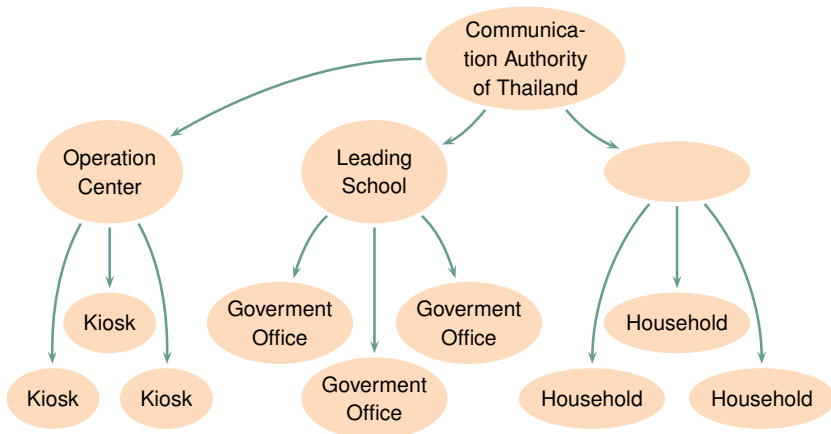 Communica-
tion Authority
of Thailand
Operation
Center
Leading
School
Kiosk
Kiosk
Kiosk
Goverment
Office
Goverment
Office
Goverment
Office
Household
Household
Household